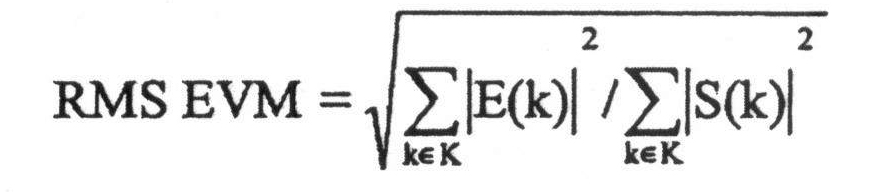 RMS EVM = √∑k∈K|E(k)|² / ∑k∈K|S(k)|²